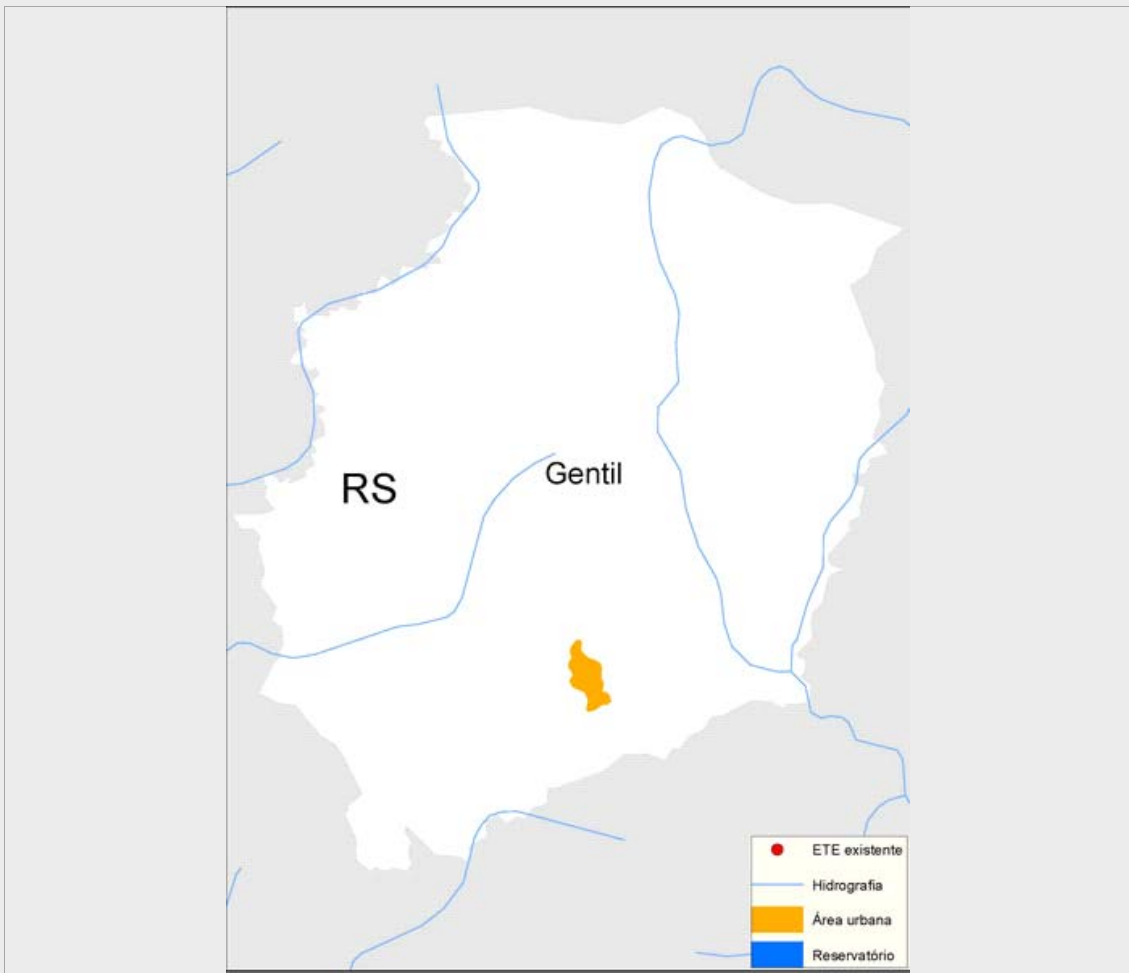 RS
Gentil
ETE existente
Hidrografia
Área urbana
Reservatório